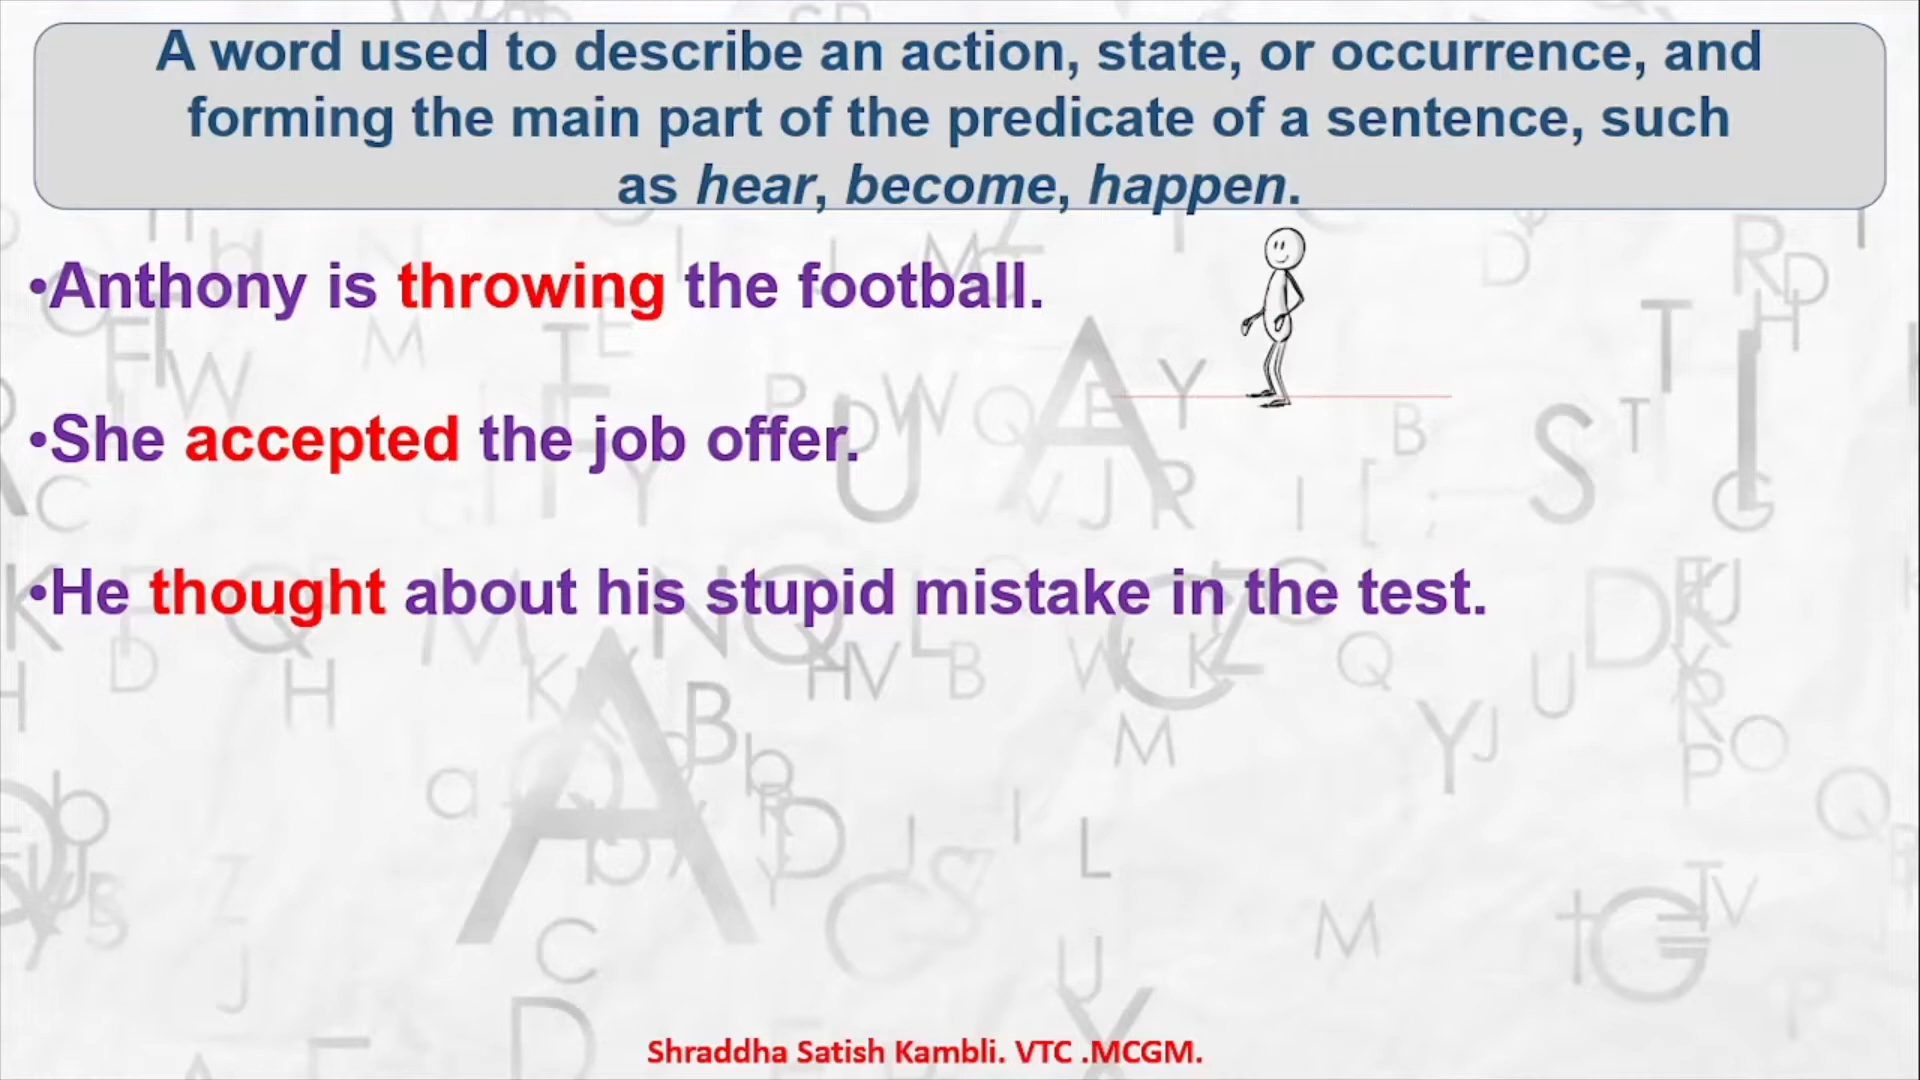 A word used to describe an action, state, or occurrence, and
forming the main part of the predicate of a sentence, such
as hear, become, happen.
•Anthony is throwing the football.
•She accepted the job offer.
•He thought about his stupid mistake in the test.
Shraddha Satish Kambli. VTC .MCGM.